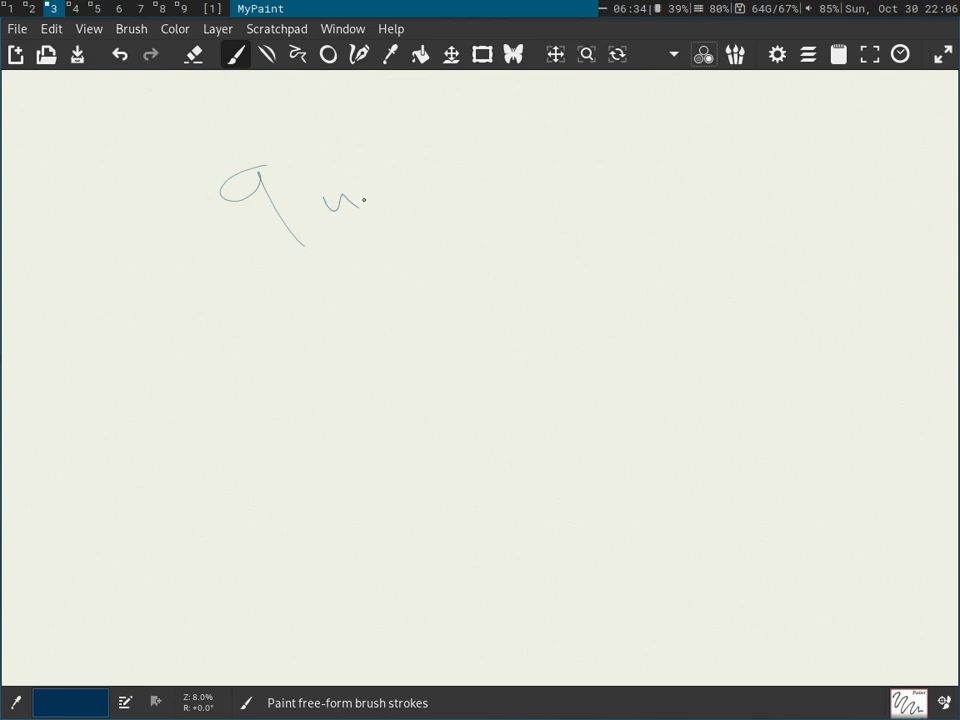 1 2 3 4 5 6 7 8 9 [1] MyPaint 06:34| 39%| 80%| 64G/67%| 85%|Sun, Oct 30 22:06
File Edit View Brush Color Layer Scratchpad Window Help
9 u
Z: 8.0%
R: +0.0° Paint free-form brush strokes